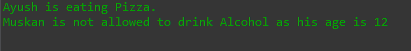 Ayush is eating Pizza.
Muskan is not allowed to drink Alcohol as his age is 12